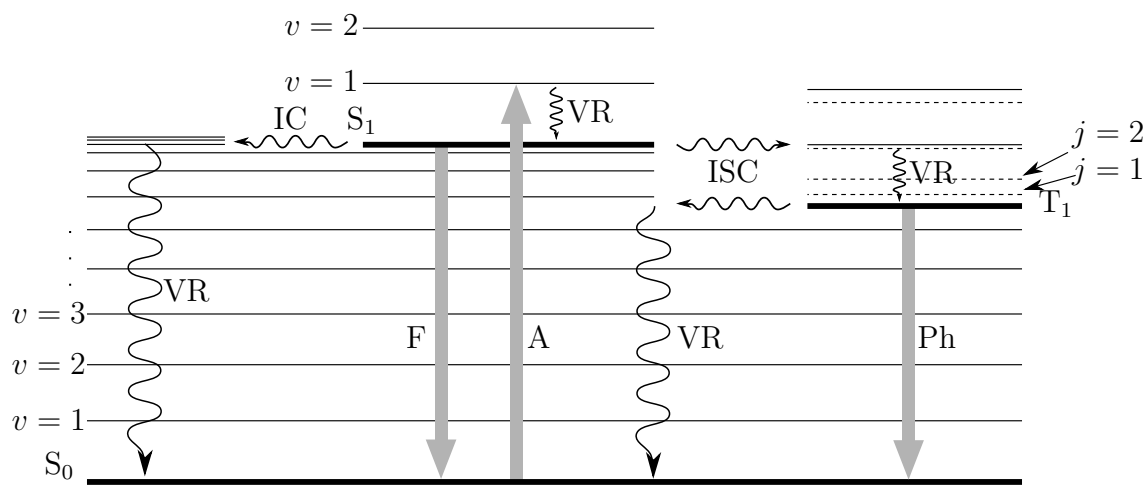 v = 2
v = 1
IC
S₁
VR
ISC
VR
j = 2
j = 1
T₁
VR
v = 3
F
A
VR
Ph
v = 2
v = 1
S₀